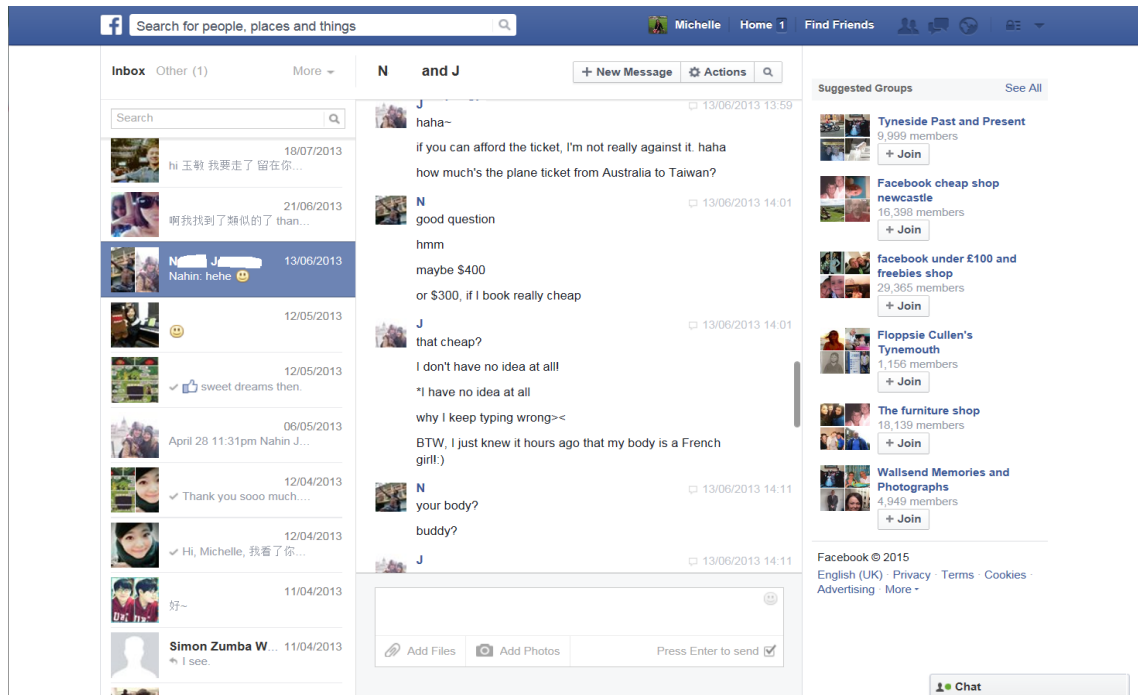 f
Search for people, places and things
Michelle Home 1 Find Friends
Inbox Other (1) More
Search
18/07/2013
hi 玉敏 我要走了 留在你...
21/06/2013
啊我找到了類似的了 than...
N J 13/06/2013
Nahin: hehe
12/05/2013
12/05/2013
sweet dreams then.
06/05/2013
April 28 11:31pm Nahin J...
12/04/2013
Thank you sooo much....
12/04/2013
Hi, Michelle, 我看了你...
11/04/2013
好~
Simon Zumba W... 11/04/2013
I see.
N and J
+ New Message Actions
J 13/06/2013 13:59
haha~
if you can afford the ticket, I'm not really against it. haha
how much's the plane ticket from Australia to Taiwan?
N 13/06/2013 14:01
good question
hmm
maybe $400
or $300, if I book really cheap
J 13/06/2013 14:01
that cheap?
I don't have no idea at all!
*I have no idea at all
why I keep typing wrong><
BTW, I just knew it hours ago that my body is a French
girl!:)
N 13/06/2013 14:11
your body?
buddy?
J 13/06/2013 14:11
Add Files Add Photos Press Enter to send
Suggested Groups See All
Tyneside Past and Present
9,999 members
+ Join
Facebook cheap shop
newcastle
16,398 members
+ Join
facebook under £100 and
freebies shop
29,365 members
+ Join
Floppsie Cullen's
Tynemouth
1,156 members
+ Join
The furniture shop
18,139 members
+ Join
Wallsend Memories and
Photographs
4,949 members
+ Join
Facebook © 2015
English (UK) · Privacy · Terms · Cookies ·
Advertising · More
Chat